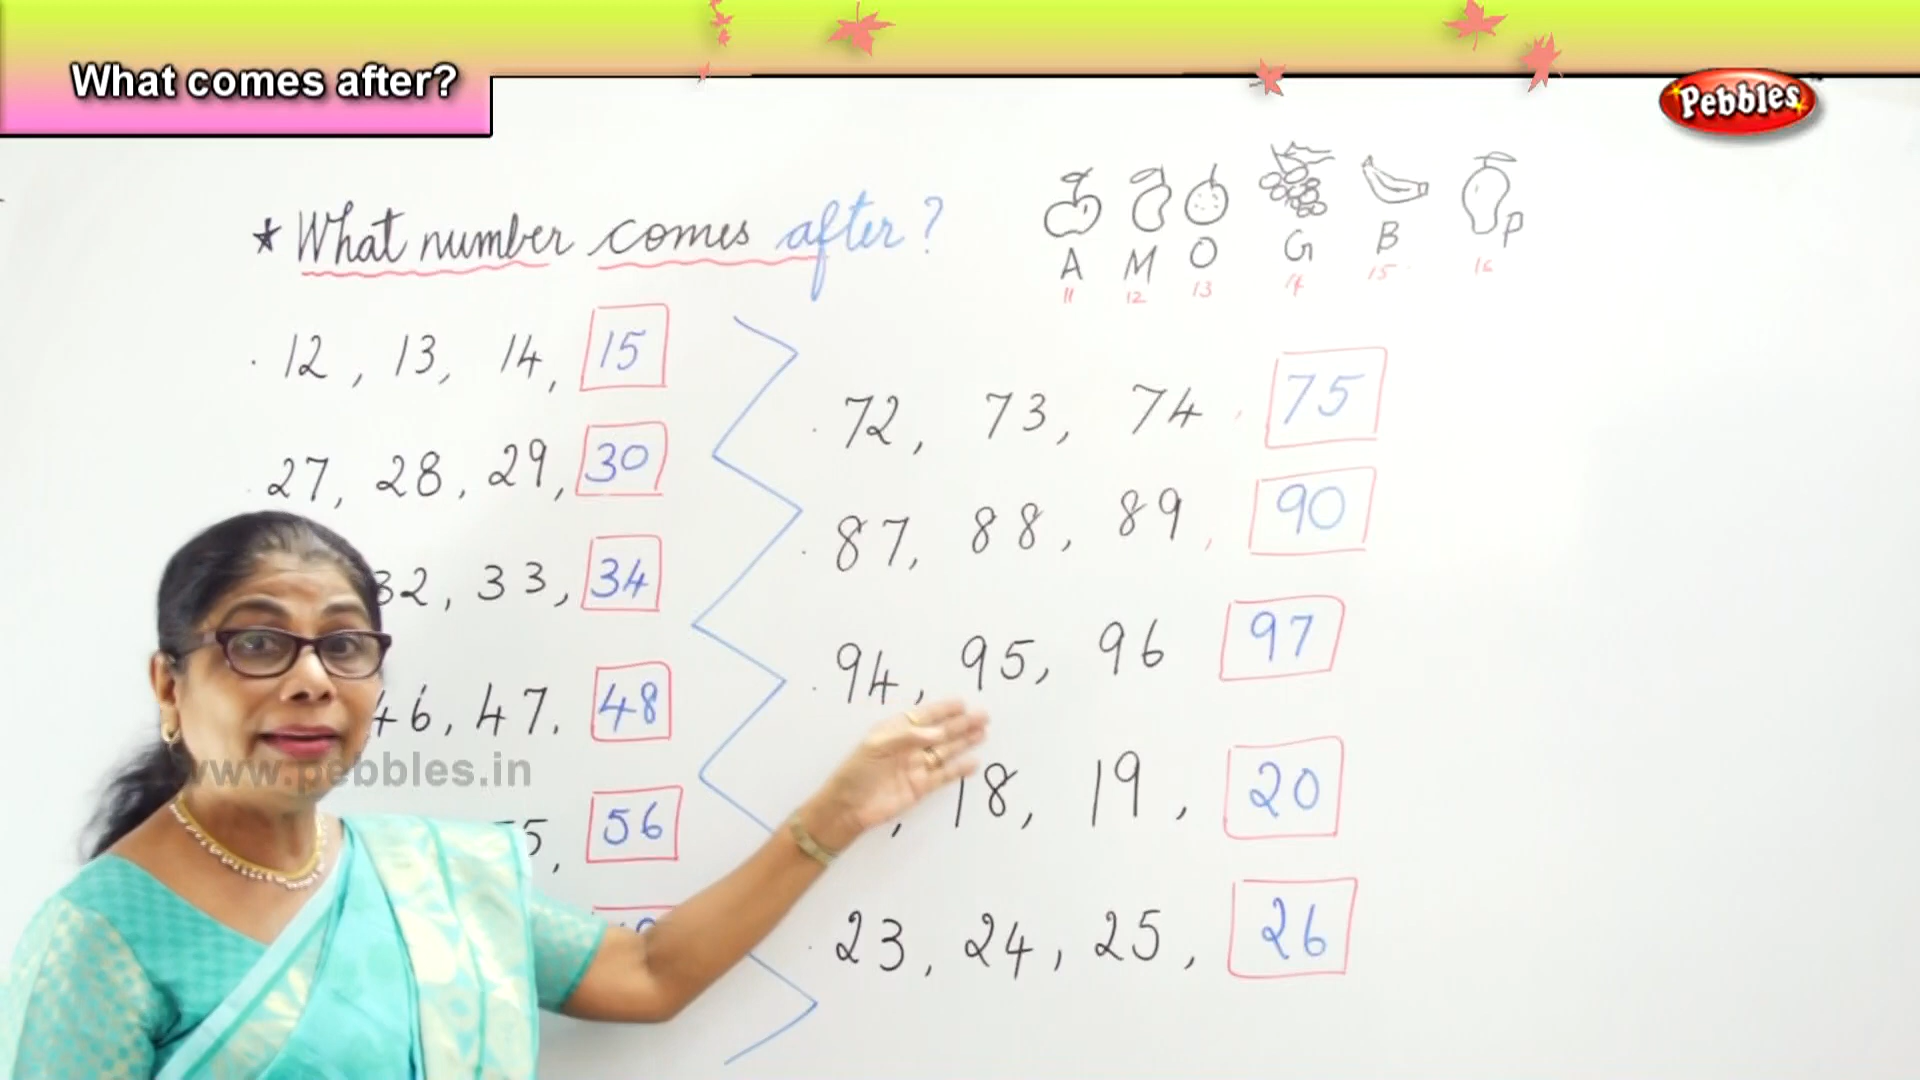 What comes after?
Pebbles
* What number comes after?
A M O G B P
11 12 13 14 15 16
12, 13, 14, 15
27, 28, 29, 30
32, 33, 34
46, 47, 48
56
72, 73, 74, 75
87, 88, 89, 90
94, 95, 96 97
18, 19, 20
23, 24, 25, 26
www.pebbles.in